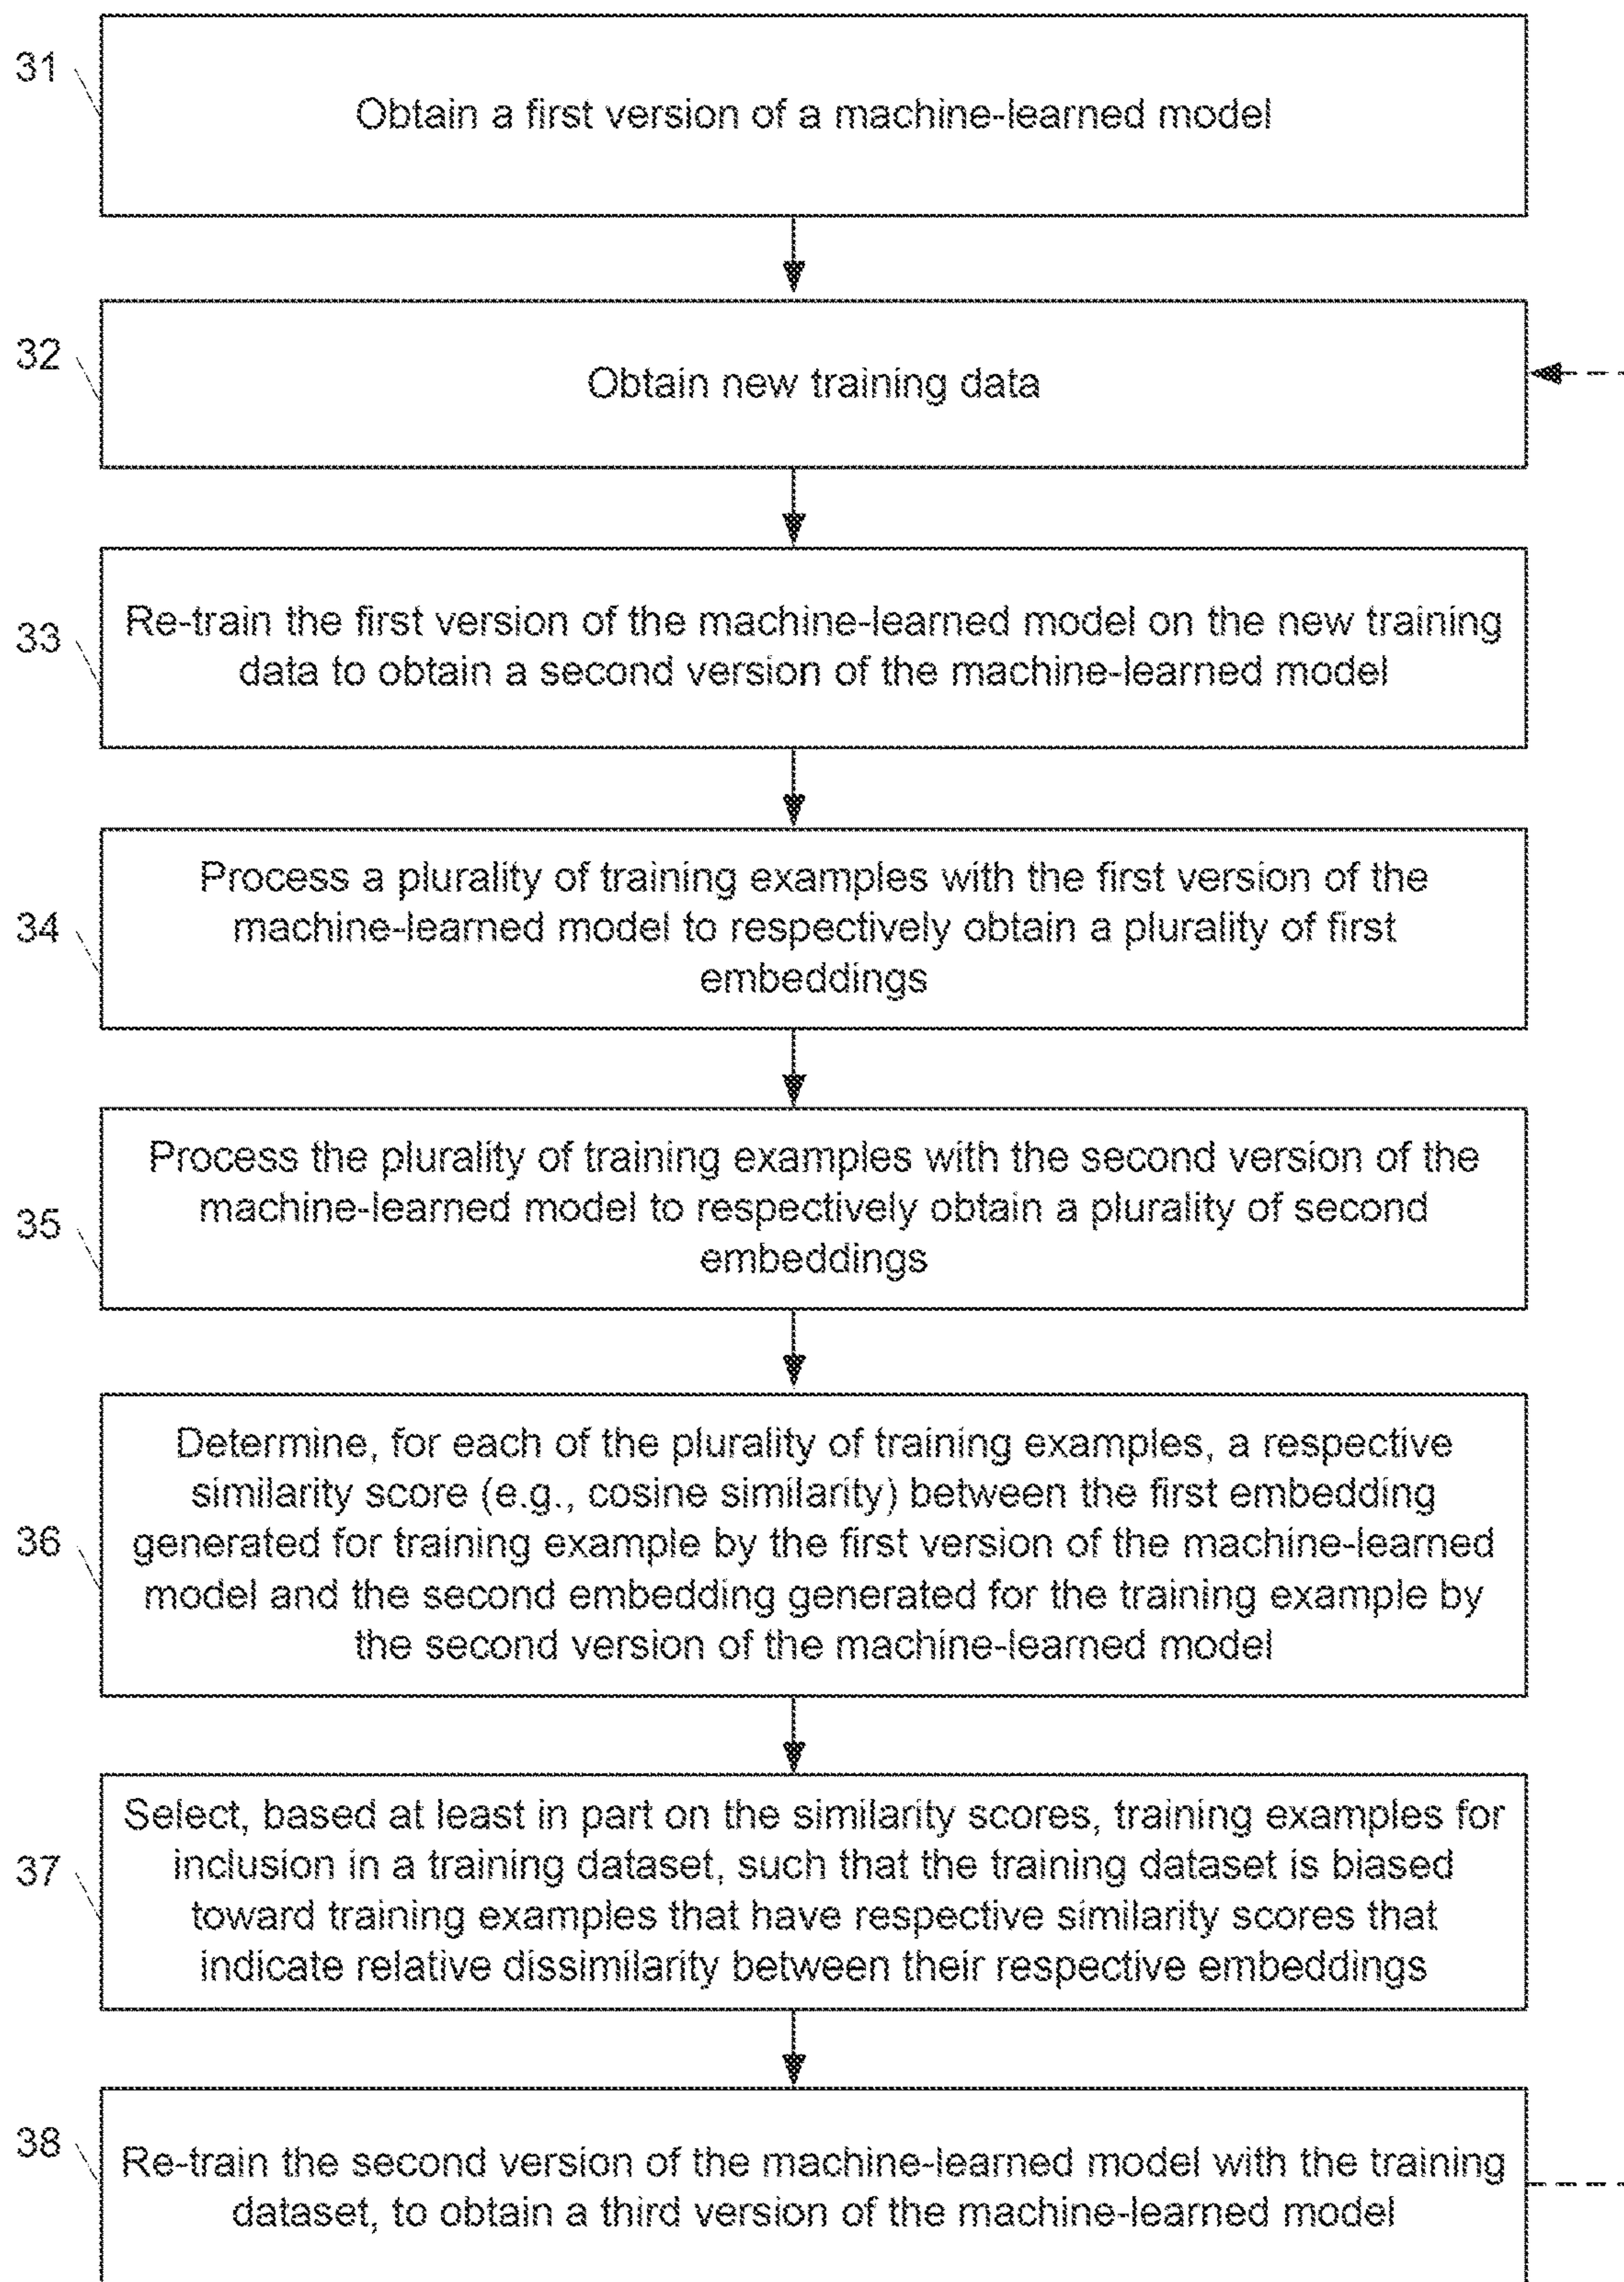 31
Obtain a first version of a machine-learned model
32
Obtain new training data
33
Re-train the first version of the machine-learned model on the new training
data to obtain a second version of the machine-learned model
34
Process a plurality of training examples with the first version of the
machine-learned model to respectively obtain a plurality of first
embeddings
35
Process the plurality of training examples with the second version of the
machine-learned model to respectively obtain a plurality of second
embeddings
36
Determine, for each of the plurality of training examples, a respective
similarity score (e.g., cosine similarity) between the first embedding
generated for training example by the first version of the machine-learned
model and the second embedding generated for the training example by
the second version of the machine-learned model
37
Select, based at least in part on the similarity scores, training examples for
inclusion in a training dataset, such that the training dataset is biased
toward training examples that have respective similarity scores that
indicate relative dissimilarity between their respective embeddings
38
Re-train the second version of the machine-learned model with the training
dataset, to obtain a third version of the machine-learned model